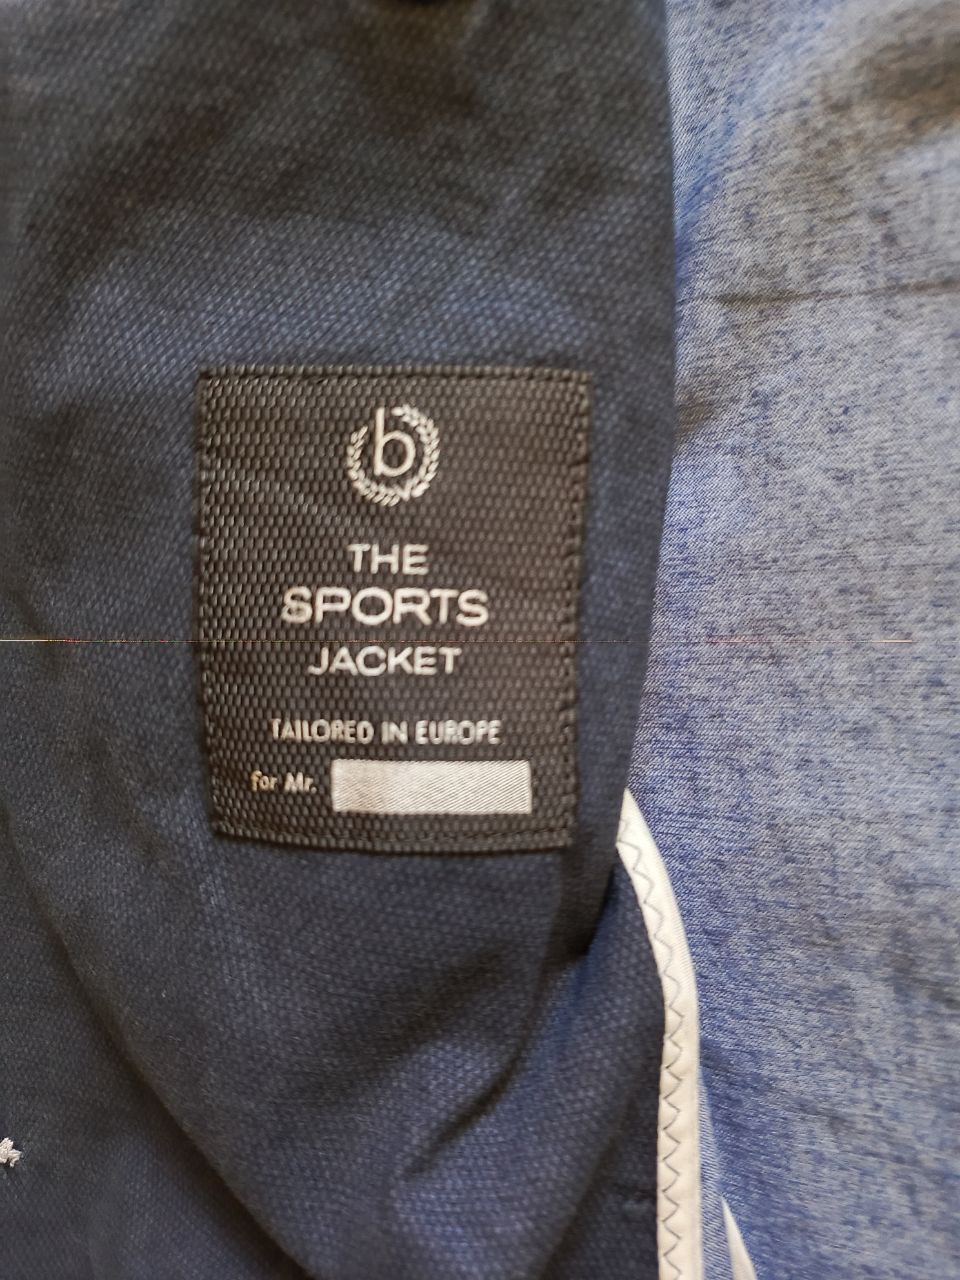 b
THE
SPORTS
JACKET
TAILORED IN EUROPE
for Mr.